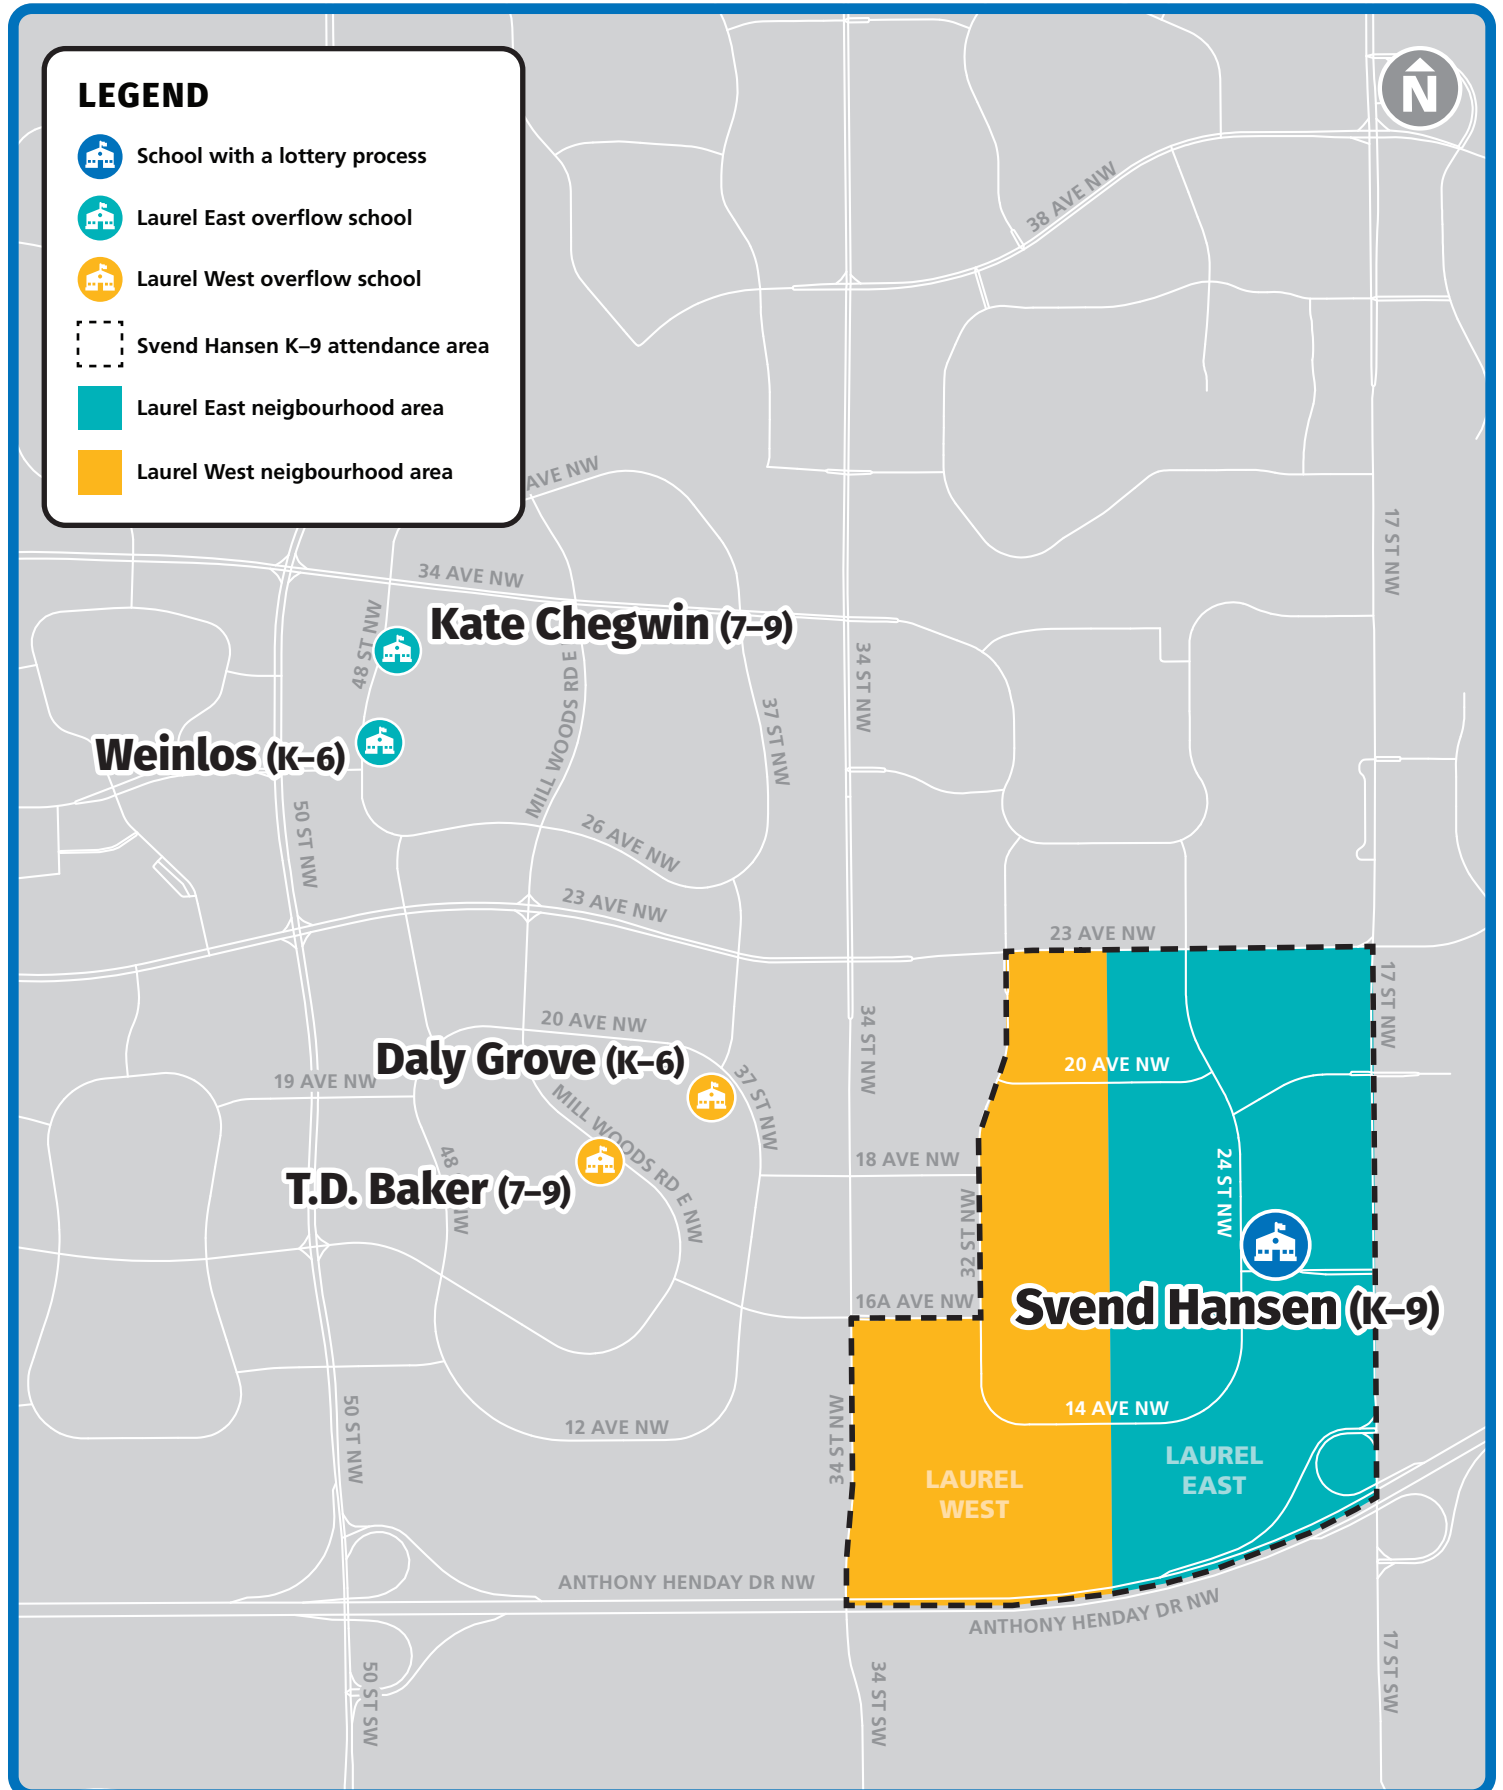 LEGEND
School with a lottery process
Laurel East overflow school
Laurel West overflow school
Svend Hansen K–9 attendance area
Laurel East neigbourhood area
Laurel West neigbourhood area
N
38 AVE NW
AVE NW
17 ST NW
34 AVE NW
Kate Chegwin (7–9)
48 ST NW
34 ST NW
MILL WOODS RD E
37 ST NW
Weinlos (K–6)
50 ST NW
26 AVE NW
23 AVE NW
23 AVE NW
17 ST NW
34 ST NW
20 AVE NW
Daly Grove (K–6)
20 AVE NW
19 AVE NW
37 ST NW
MILL WOODS RD E NW
48
T.D. Baker (7–9)
18 AVE NW
24 ST NW
32 ST NW
16A AVE NW
Svend Hansen (K–9)
14 AVE NW
12 AVE NW
50 ST NW
34 ST NW
LAUREL
EAST
LAUREL
WEST
ANTHONY HENDAY DR NW
ANTHONY HENDAY DR NW
50 ST SW
34 ST SW
17 ST SW